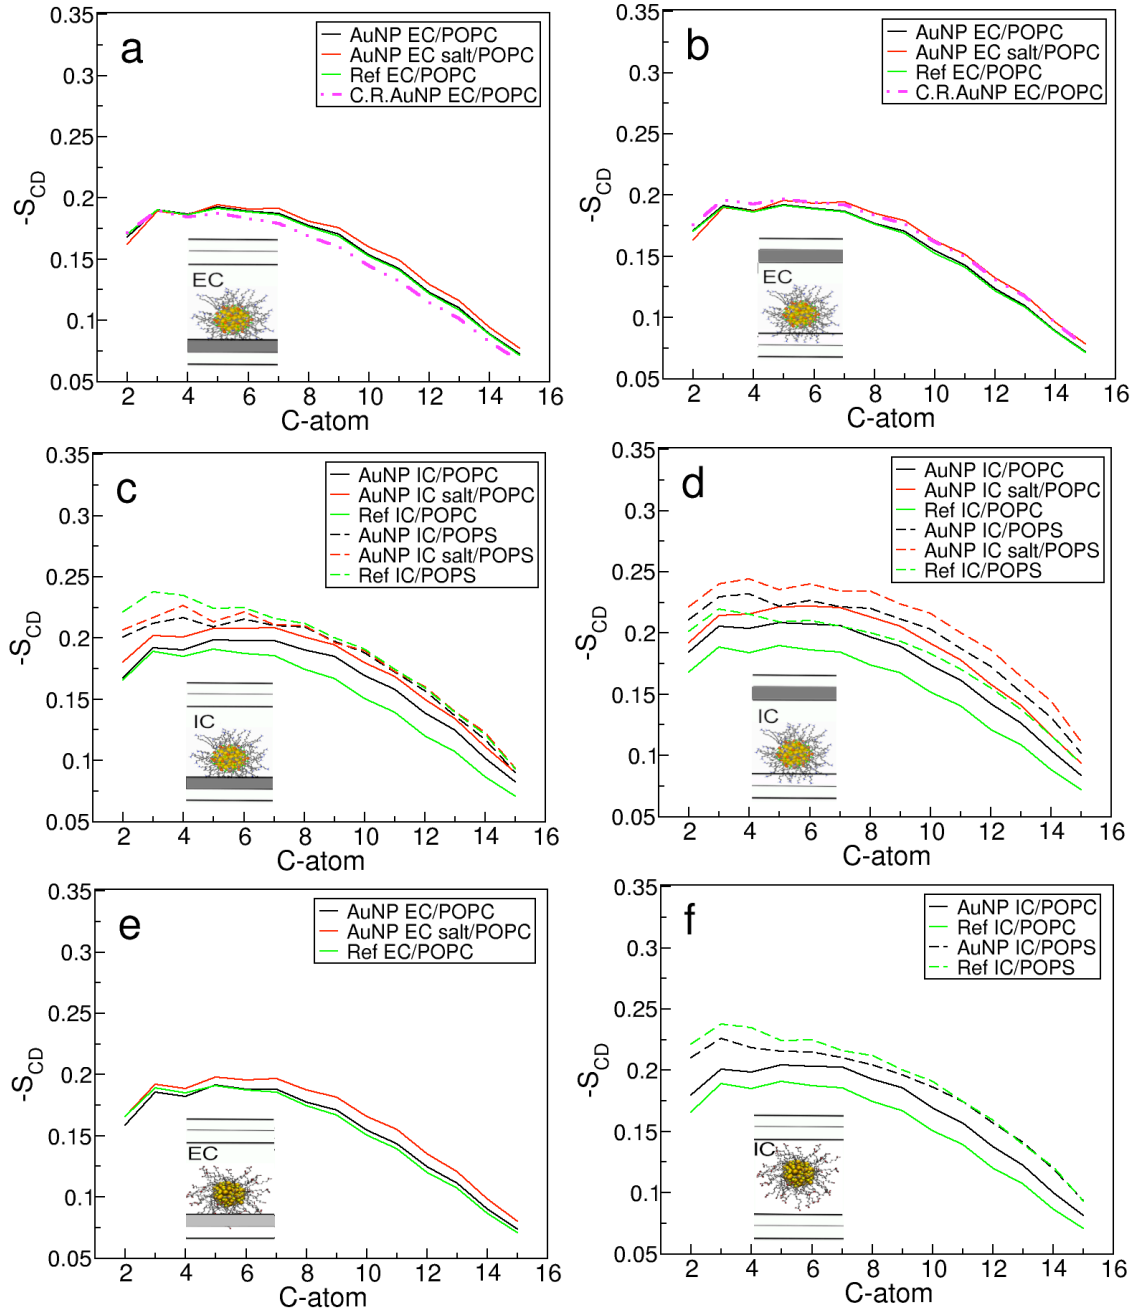 a
AuNP EC/POPC
AuNP EC salt/POPC
Ref EC/POPC
C.R.AuNP EC/POPC
0.35
0.3
0.25
0.2
0.15
0.1
0.05
-SCD
EC
2 4 6 8 10 12 14 16
C-atom
b
AuNP EC/POPC
AuNP EC salt/POPC
Ref EC/POPC
C.R.AuNP EC/POPC
0.35
0.3
0.25
0.2
0.15
0.1
0.05
-SCD
EC
2 4 6 8 10 12 14 16
C-atom
c
AuNP IC/POPC
AuNP IC salt/POPC
Ref IC/POPC
AuNP IC/POPS
AuNP IC salt/POPS
Ref IC/POPS
0.35
0.3
0.25
0.2
0.15
0.1
0.05
-SCD
IC
2 4 6 8 10 12 14 16
C-atom
d
AuNP IC/POPC
AuNP IC salt/POPC
Ref IC/POPC
AuNP IC/POPS
AuNP IC salt/POPS
Ref IC/POPS
0.35
0.3
0.25
0.2
0.15
0.1
0.05
-SCD
IC
2 4 6 8 10 12 14 16
C-atom
e
AuNP EC/POPC
AuNP EC salt/POPC
Ref EC/POPC
0.35
0.3
0.25
0.2
0.15
0.1
0.05
-SCD
EC
2 4 6 8 10 12 14 16
C-atom
f
AuNP IC/POPC
Ref IC/POPC
AuNP IC/POPS
Ref IC/POPS
0.35
0.3
0.25
0.2
0.15
0.1
0.05
-SCD
IC
2 4 6 8 10 12 14 16
C-atom